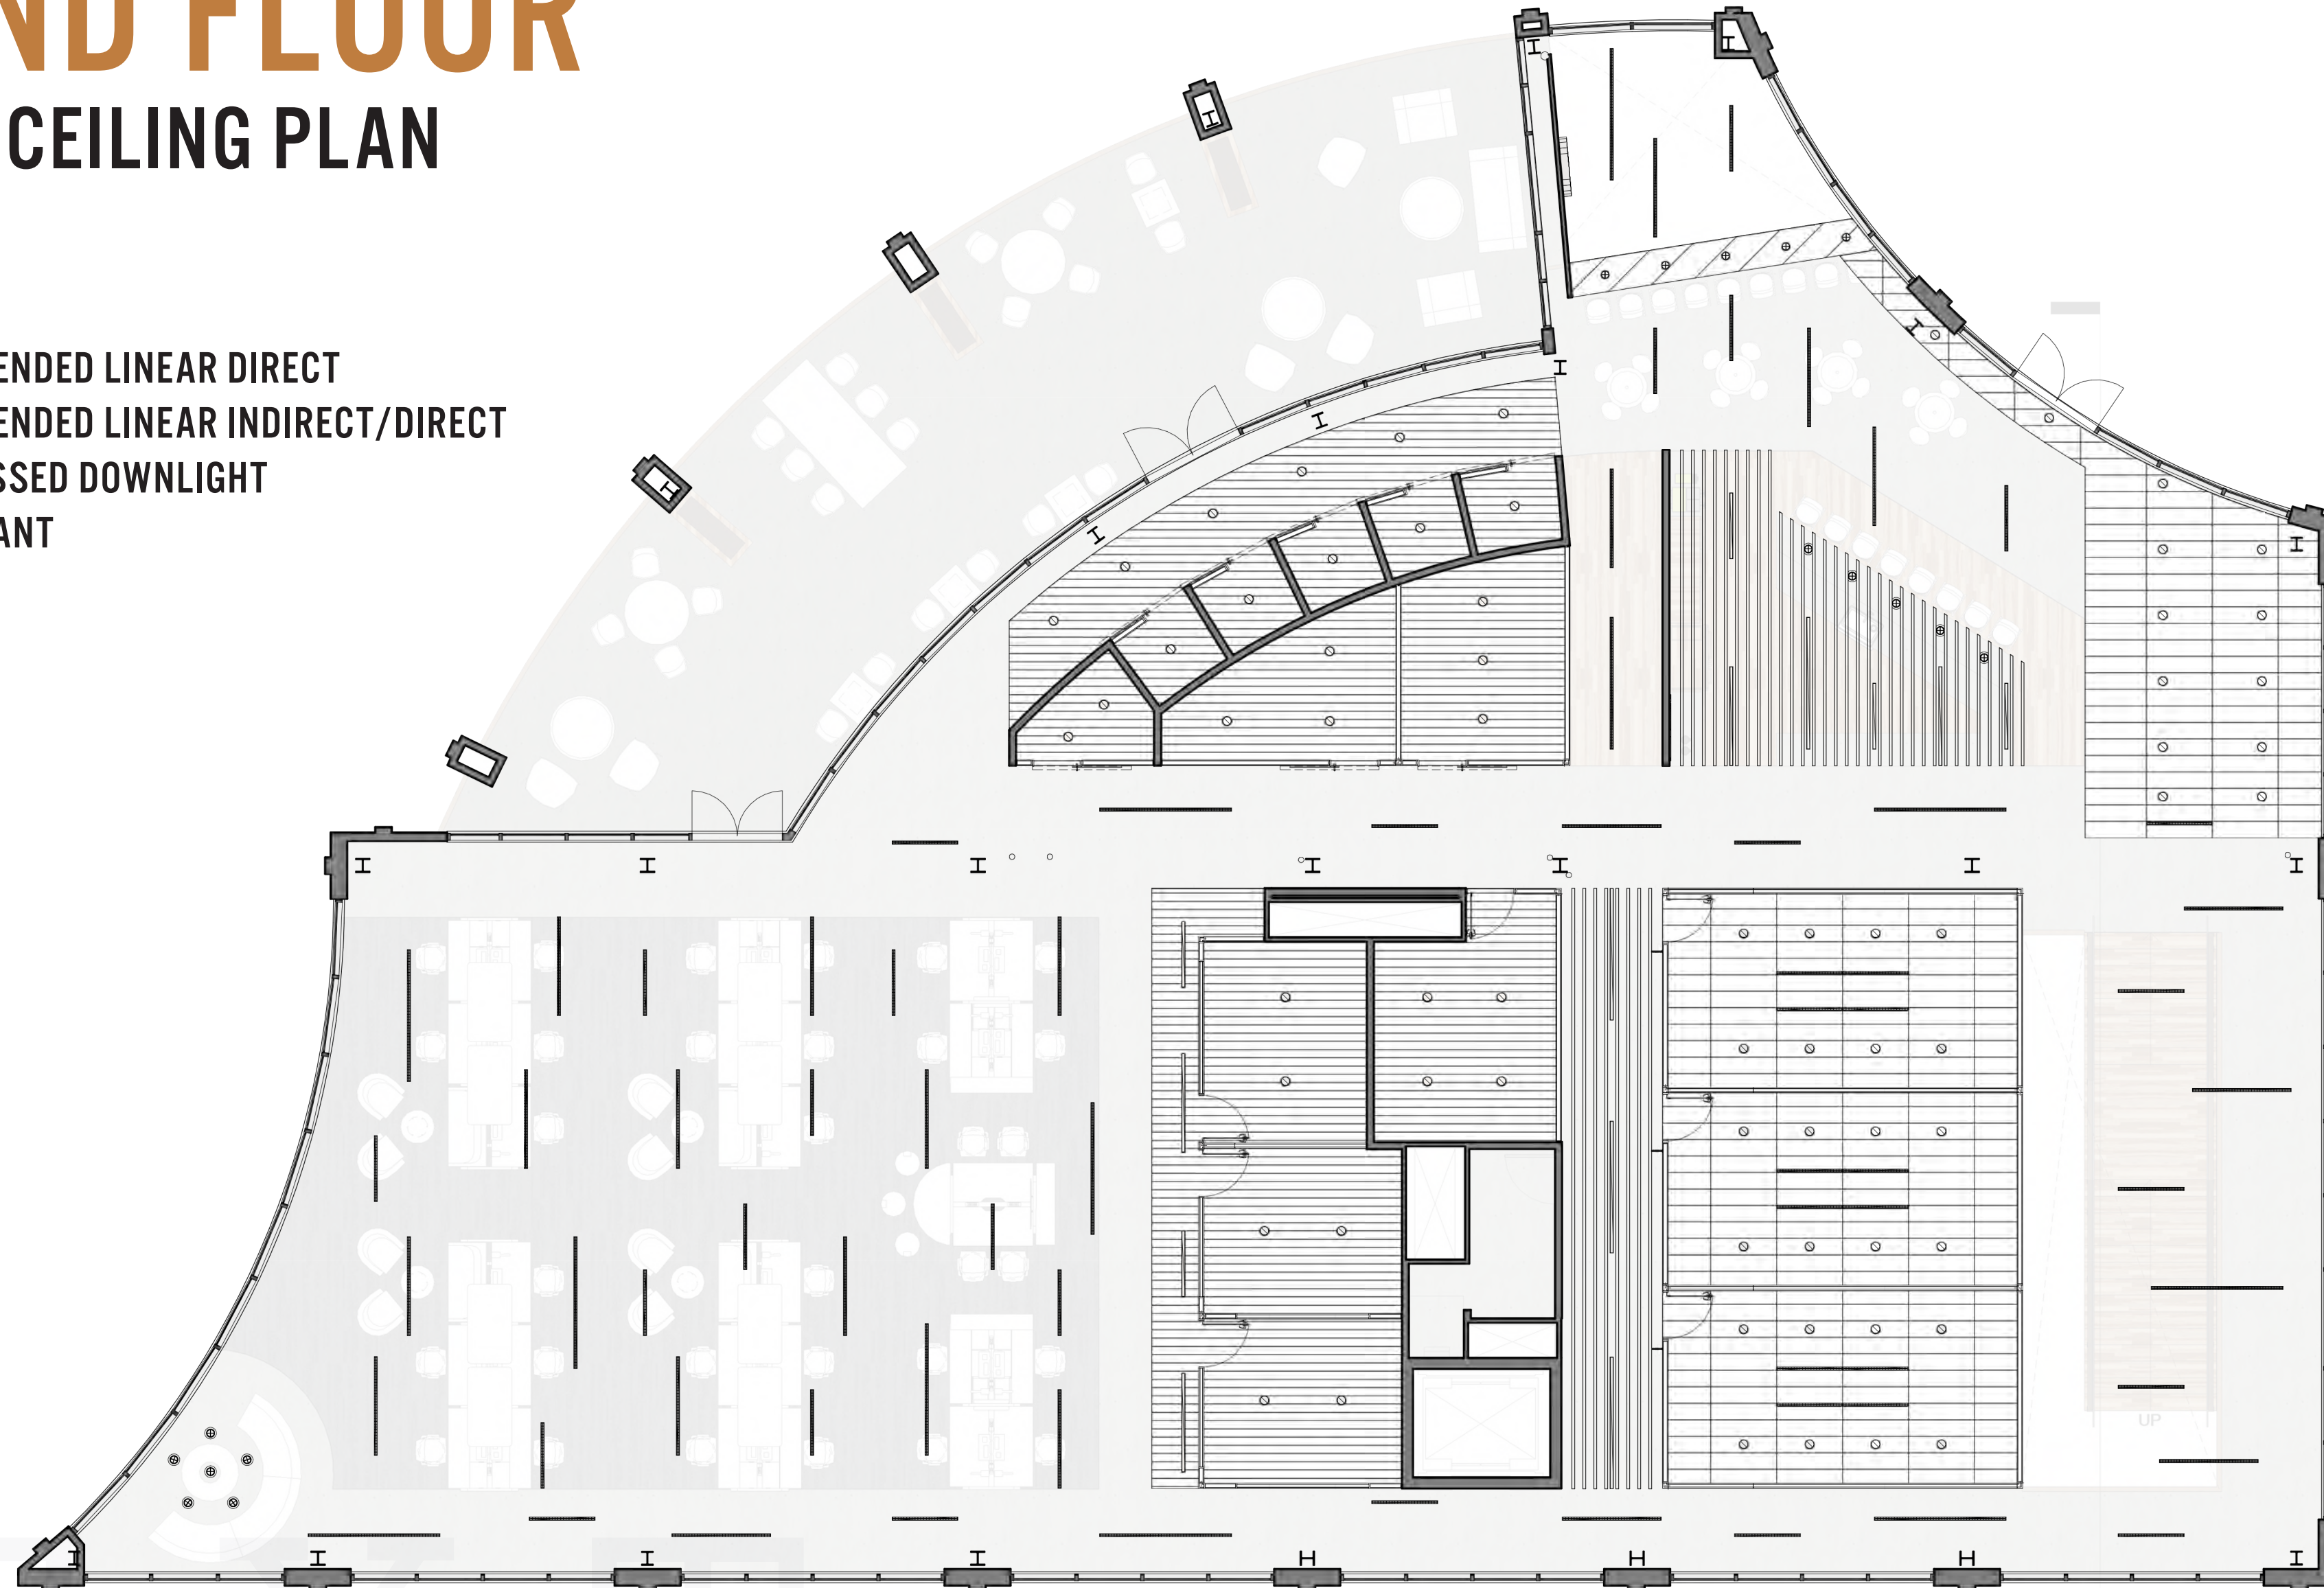 ND FLOOR
CEILING PLAN
ENDED LINEAR DIRECT
ENDED LINEAR INDIRECT/DIRECT
SSED DOWNLIGHT
ANT
UP